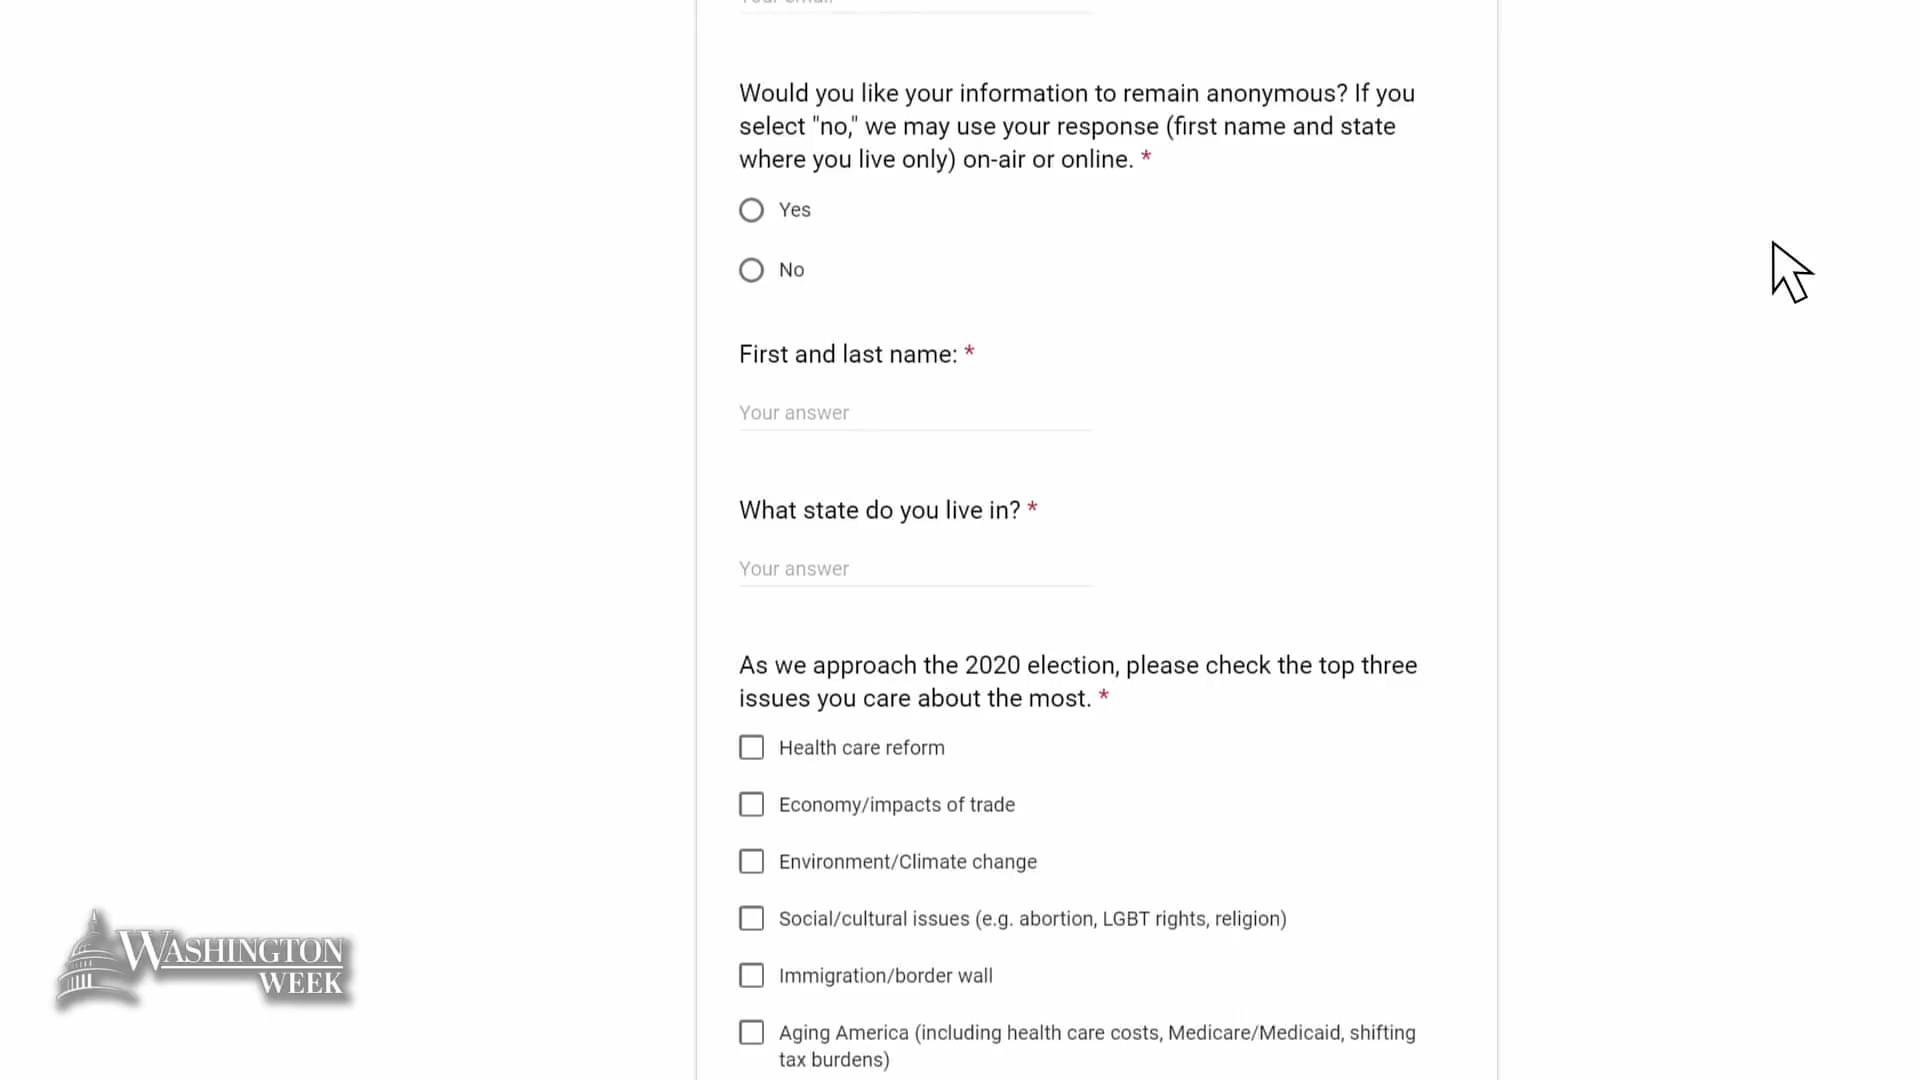 Your email
Would you like your information to remain anonymous? If you
select "no," we may use your response (first name and state
where you live only) on-air or online. *
Yes
No
First and last name: *
Your answer
What state do you live in? *
Your answer
As we approach the 2020 election, please check the top three
issues you care about the most. *
Health care reform
Economy/impacts of trade
Environment/Climate change
Social/cultural issues (e.g. abortion, LGBT rights, religion)
Immigration/border wall
Aging America (including health care costs, Medicare/Medicaid, shifting
tax burdens)
WASHINGTON
WEEK